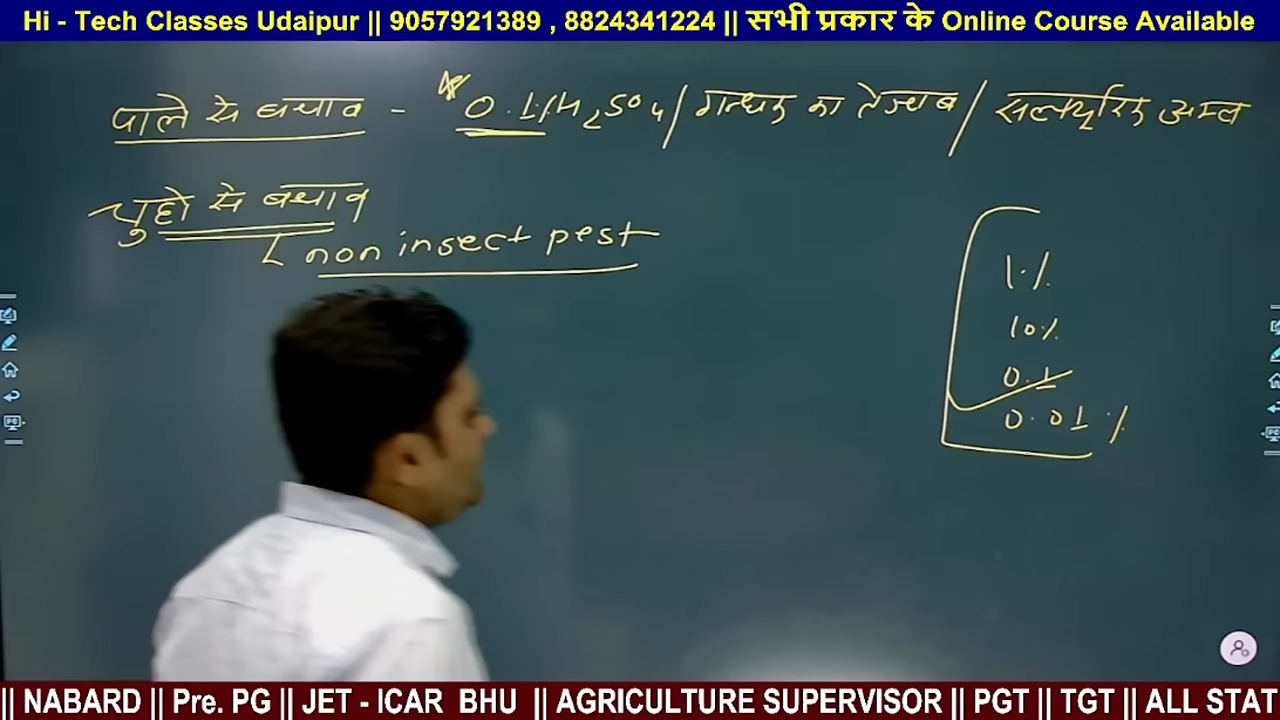 Hi - Tech Classes Udaipur || 9057921389 , 8824341224 || सभी प्रकार के Online Course Available
पाले से बचाव - 0.1% H2SO4 / गन्धक का तेजाब / सल्फ्यूरिक अम्ल
चुहो से बचाव
non insect pest
1%
10%
0.1
0.01 %
|| NABARD || Pre. PG || JET - ICAR BHU || AGRICULTURE SUPERVISOR || PGT || TGT || ALL STAT